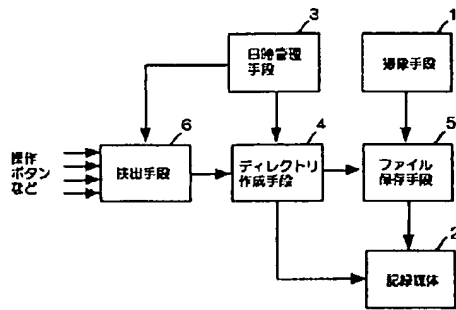 3
日時管理
手段
1
撮像手段
6
検出手段
4
ディレクトリ
作成手段
5
ファイル
保存手段
操作
ボタン
など
2
記録媒体